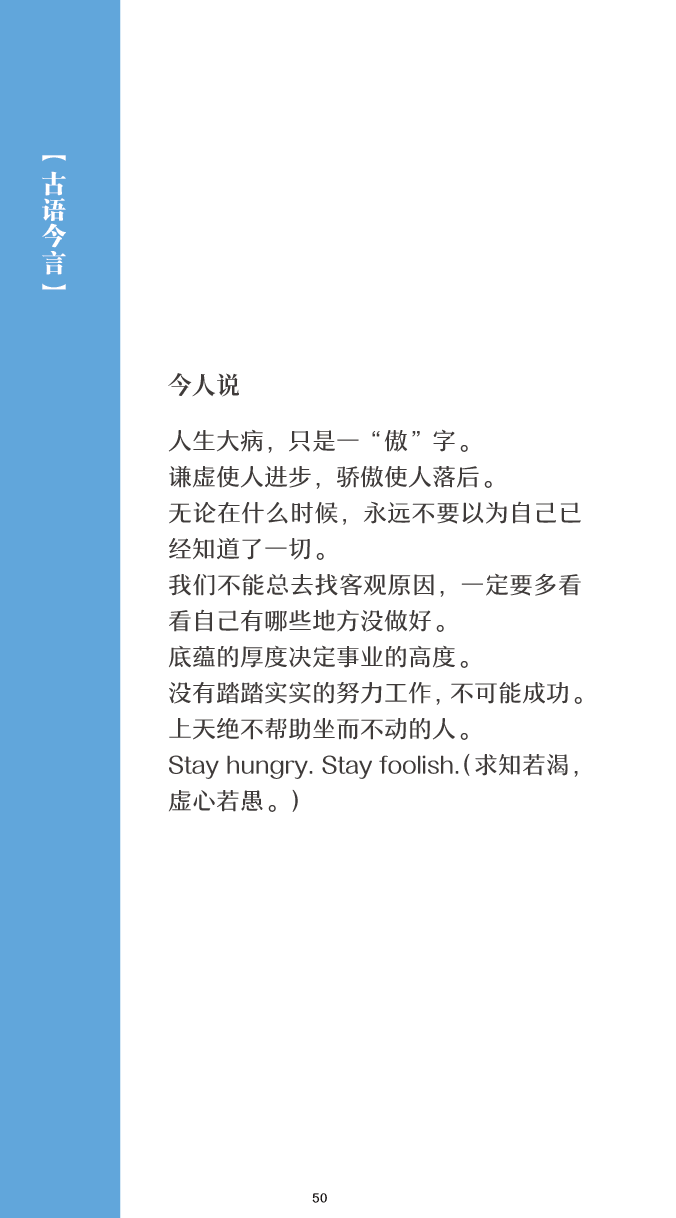 【古语今言】
今人说
人生大病，只是一“傲”字。
谦虚使人进步，骄傲使人落后。
无论在什么时候，永远不要以为自己已
经知道了一切。
我们不能总去找客观原因，一定要多看
看自己有哪些地方没做好。
底蕴的厚度决定事业的高度。
没有踏踏实实的努力工作，不可能成功。
上天绝不帮助坐而不动的人。
Stay hungry. Stay foolish.(求知若渴，
虚心若愚。)
50